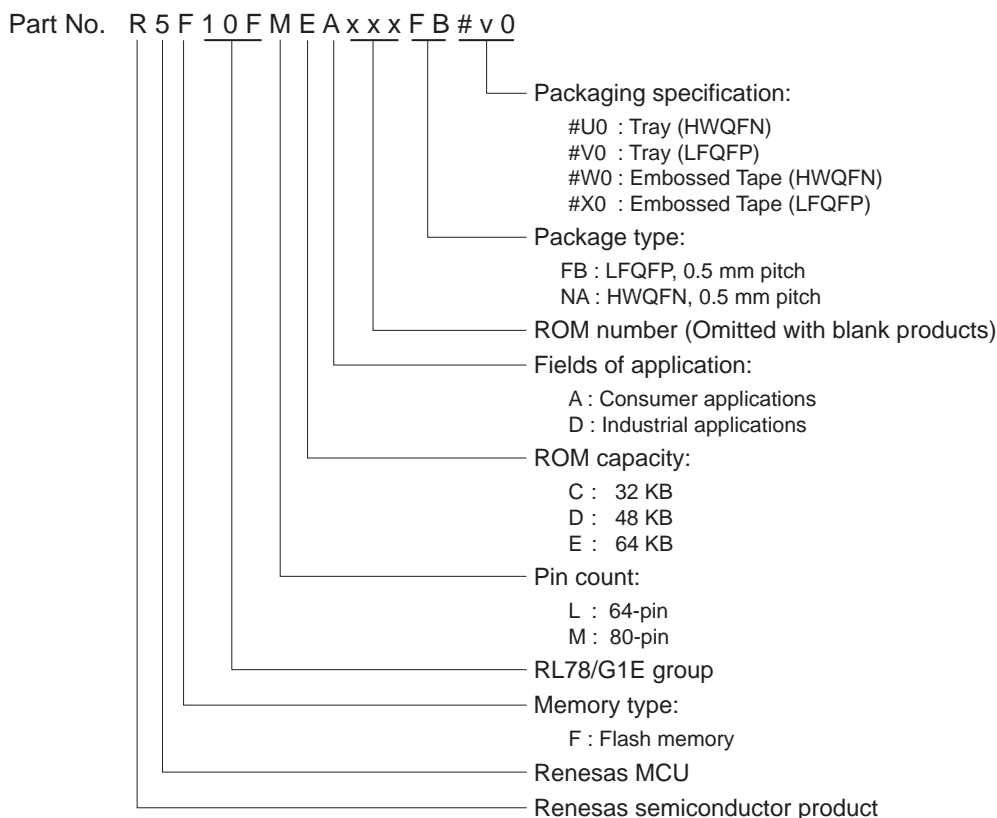 Part No. R 5 F 1 0 F M E A x x x F B # v 0
Packaging specification:
#U0 : Tray (HWQFN)
#V0 : Tray (LFQFP)
#W0 : Embossed Tape (HWQFN)
#X0 : Embossed Tape (LFQFP)
Package type:
FB : LFQFP, 0.5 mm pitch
NA : HWQFN, 0.5 mm pitch
ROM number (Omitted with blank products)
Fields of application:
A : Consumer applications
D : Industrial applications
ROM capacity:
C : 32 KB
D : 48 KB
E : 64 KB
Pin count:
L : 64-pin
M : 80-pin
RL78/G1E group
Memory type:
F : Flash memory
Renesas MCU
Renesas semiconductor product